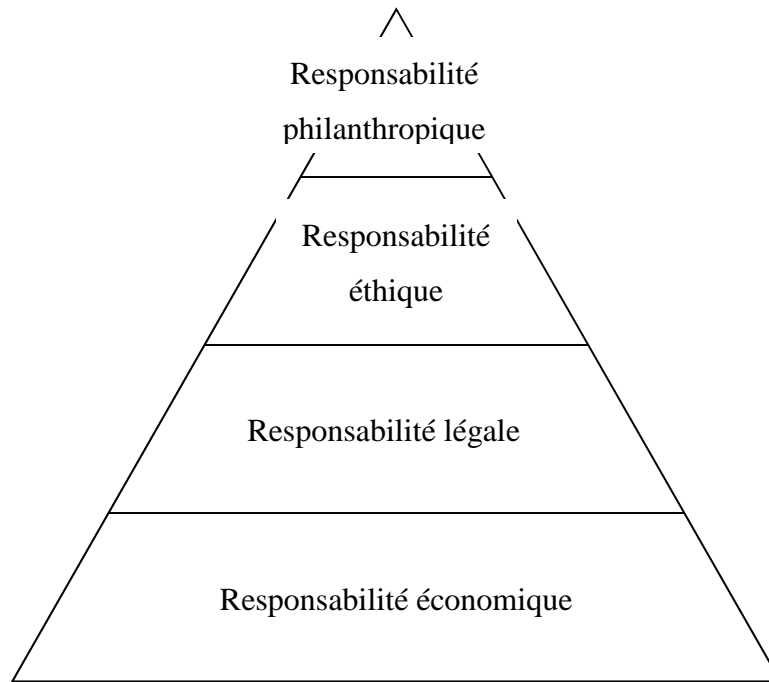 Responsabilité
philanthropique
Responsabilité
éthique
Responsabilité légale
Responsabilité économique